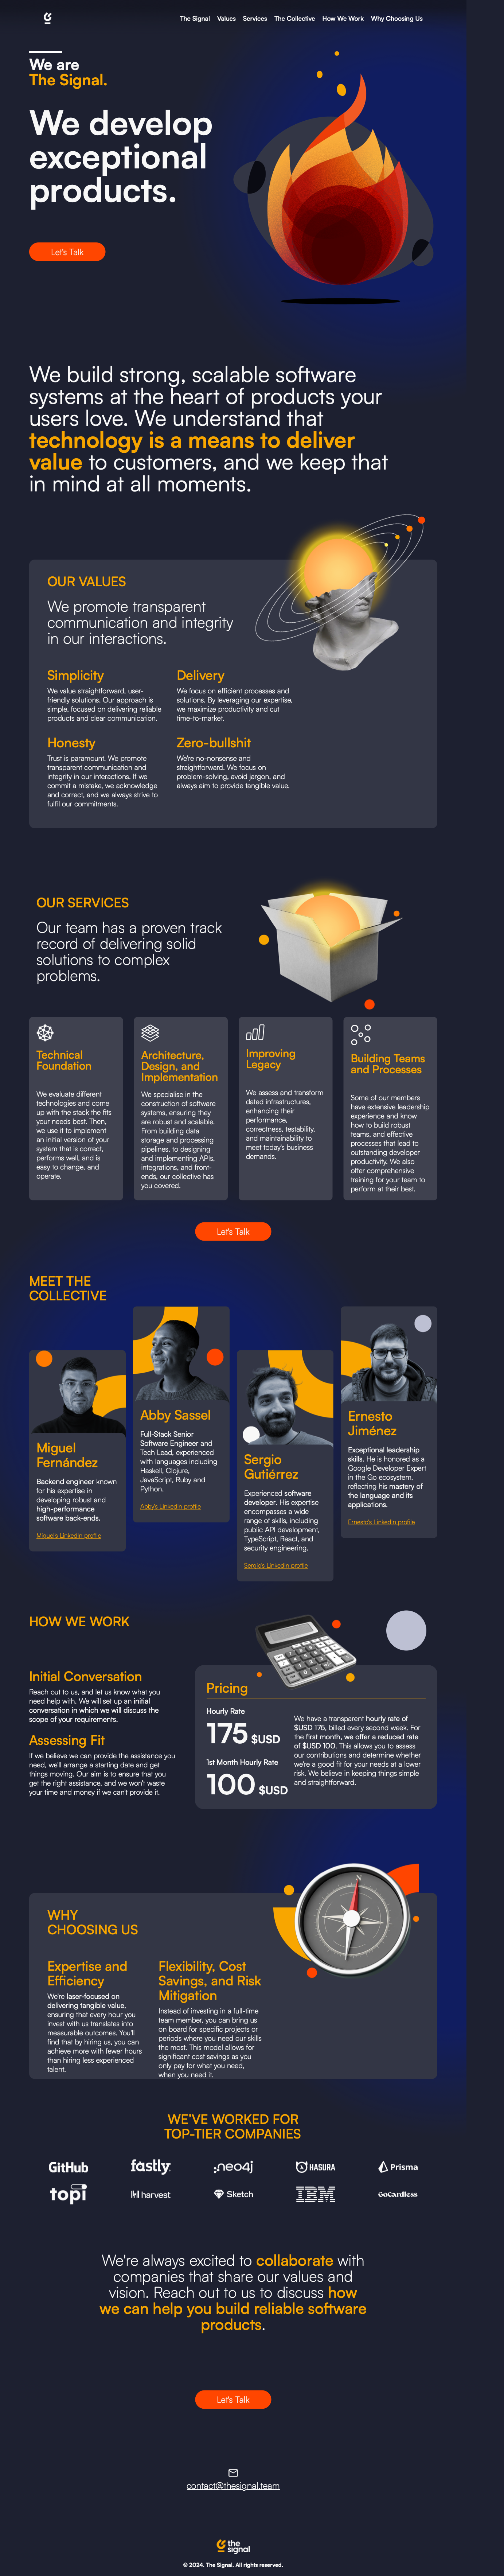 The Signal Values Services The Collective How We Work Why Choosing Us
We are
The Signal.
We develop
exceptional
products.
Let's Talk
We build strong, scalable software
systems at the heart of products your
users love. We understand that
technology is a means to deliver
value to customers, and we keep that
in mind at all moments.
OUR VALUES
We promote transparent
communication and integrity
in our interactions.
Simplicity
We value straightforward, user-
friendly solutions. Our approach is
simple, focused on delivering reliable
products and clear communication.
Delivery
We focus on efficient processes and
solutions. By leveraging our expertise,
we maximize productivity and cut
time-to-market.
Honesty
Trust is paramount. We promote
transparent communication and
integrity in our interactions. If we
commit a mistake, we acknowledge
and correct, and we always strive to
fulfil our commitments.
Zero-bullshit
We're no-nonsense and
straightforward. We focus on
problem-solving, avoid jargon, and
always aim to provide tangible value.
OUR SERVICES
Our team has a proven track
record of delivering solid
solutions to complex
problems.
Technical
Foundation
We evaluate different
technologies and come
up with the stack the fits
your needs best. Then,
we use it to implement
an initial version of your
system that is correct,
performs well, and is
easy to change, and
operate.
Architecture,
Design, and
Implementation
We specialise in the
construction of software
systems, ensuring they
are robust and scalable.
From building data
storage and processing
pipelines, to designing
and implementing APIs,
integrations, and front-
ends, our collective has
you covered.
Improving
Legacy
We assess and transform
dated infrastructures,
enhancing their
performance,
correctness, testability,
and maintainability to
meet today's business
demands.
Building Teams
and Processes
Some of our members
have extensive leadership
experience and know
how to build robust
teams, and effective
processes that lead to
outstanding developer
productivity. We also
offer comprehensive
training for your team to
perform at their best.
Let's Talk
MEET THE
COLLECTIVE
Miguel
Fernández
Backend engineer known
for his expertise in
developing robust and
high-performance
software back-ends.
Miguel's LinkedIn profile
Abby Sassel
Full-Stack Senior
Software Engineer and
Tech Lead, experienced
with languages including
Haskell, Clojure,
JavaScript, Ruby and
Python.
Abby's LinkedIn profile
Sergio
Gutiérrez
Experienced software
developer. His expertise
encompasses a wide
range of skills, including
public API development,
TypeScript, React, and
security engineering.
Sergio's LinkedIn profile
Ernesto
Jiménez
Exceptional leadership
skills. He is honored as a
Google Developer Expert
in the Go ecosystem,
reflecting his mastery of
the language and its
applications.
Ernesto's LinkedIn profile
HOW WE WORK
Initial Conversation
Reach out to us, and let us know what you
need help with. We will set up an initial
conversation in which we will discuss the
scope of your requirements.
Assessing Fit
If we believe we can provide the assistance you
need, we'll arrange a starting date and get
things moving. Our aim is to ensure that you
get the right assistance, and we won't waste
your time and money if we can't provide it.
Pricing
Hourly Rate
175 $USD
1st Month Hourly Rate
100 $USD
We have a transparent hourly rate of
$USD 175, billed every second week. For
the first month, we offer a reduced rate
of $USD 100. This allows you to assess
our contributions and determine whether
we're a good fit for your needs at a lower
risk. We believe in keeping things simple
and straightforward.
WHY
CHOOSING US
Expertise and
Efficiency
We're laser-focused on
delivering tangible value,
ensuring that every hour you
invest with us translates into
measurable outcomes. You'll
find that by hiring us, you can
achieve more with fewer hours
than hiring less experienced
talent.
Flexibility, Cost
Savings, and Risk
Mitigation
Instead of investing in a full-time
team member, you can bring us
on board for specific projects or
periods where you need our skills
the most. This model allows for
significant cost savings as you
only pay for what you need,
when you need it.
WE'VE WORKED FOR
TOP-TIER COMPANIES
GitHub fastly neo4j HASURA Prisma
topi harvest Sketch IBM GoCardless
We're always excited to collaborate with
companies that share our values and
vision. Reach out to us to discuss how
we can help you build reliable software
products.
Let's Talk
contact@thesignal.team
the
signal
© 2024. The Signal. All rights reserved.